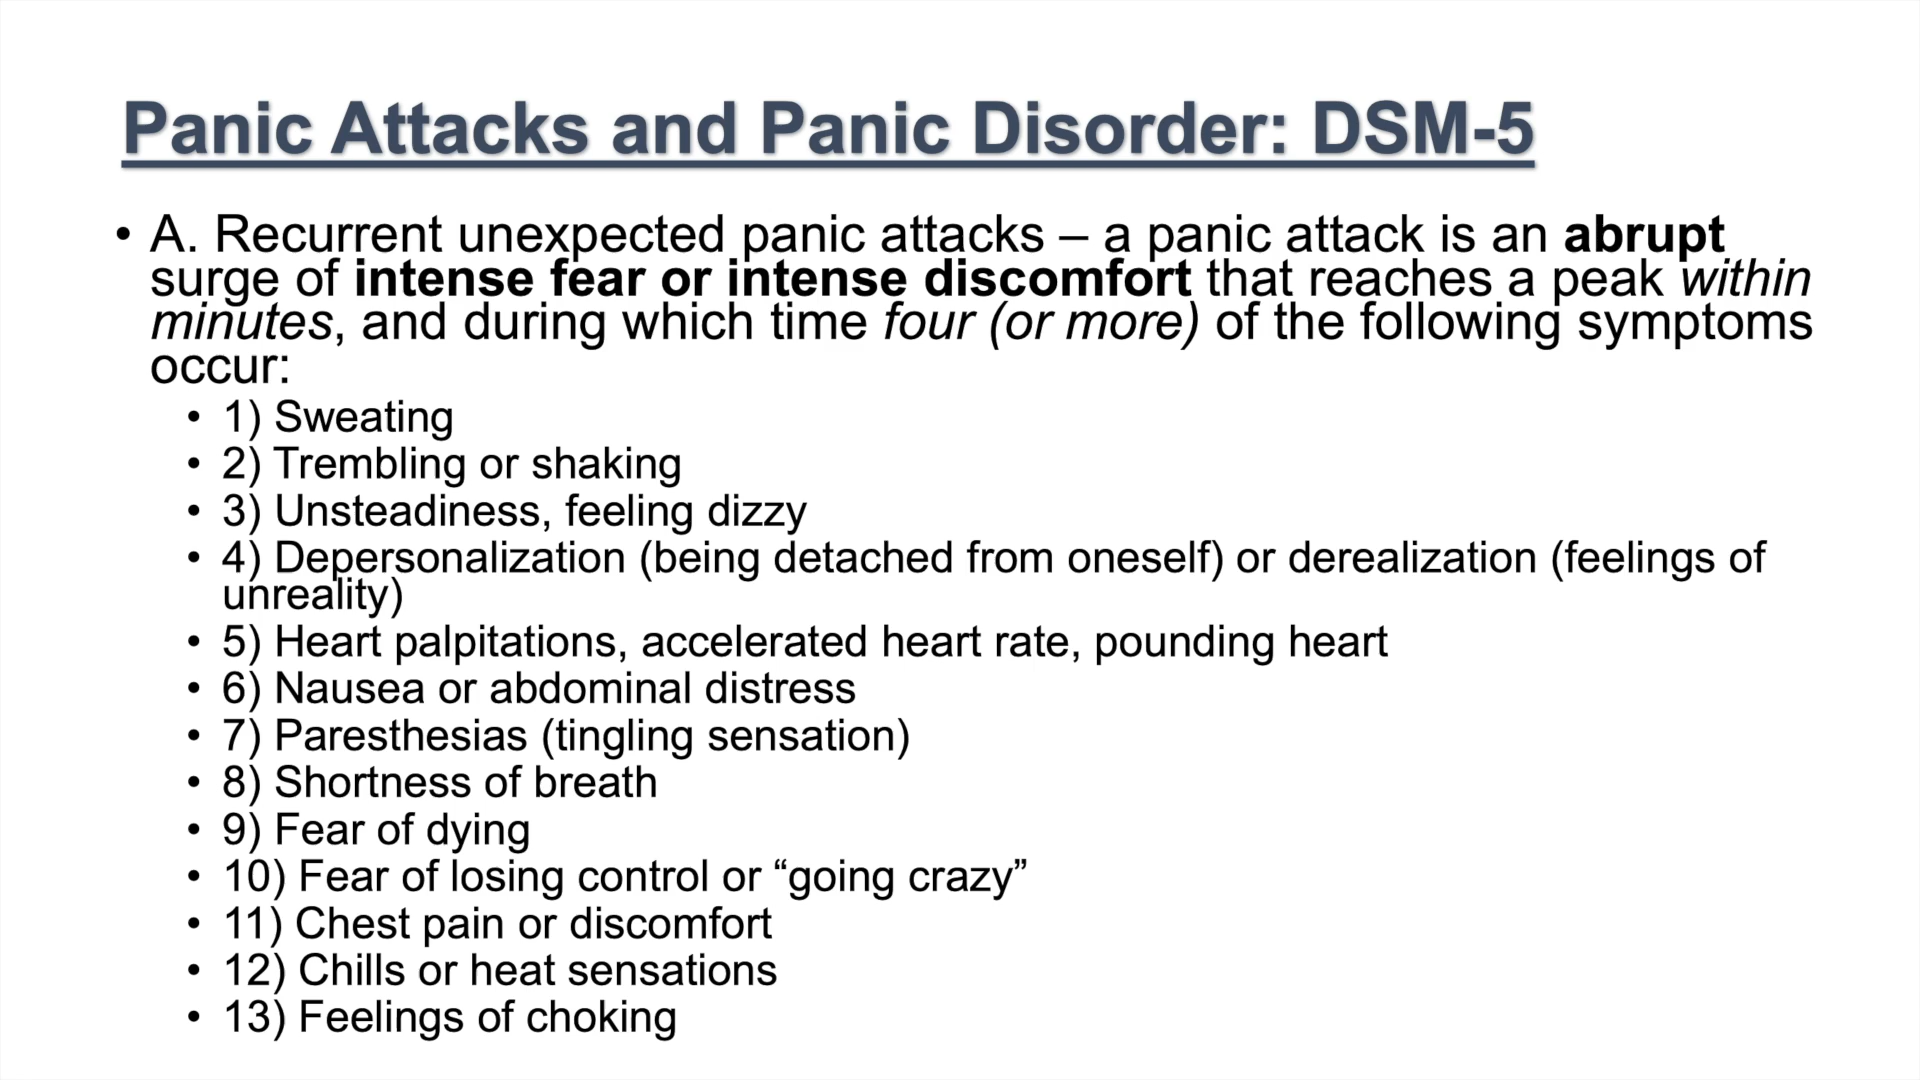 Panic Attacks and Panic Disorder: DSM-5
• A. Recurrent unexpected panic attacks – a panic attack is an abrupt
surge of intense fear or intense discomfort that reaches a peak within
minutes, and during which time four (or more) of the following symptoms
occur:
• 1) Sweating
• 2) Trembling or shaking
• 3) Unsteadiness, feeling dizzy
• 4) Depersonalization (being detached from oneself) or derealization (feelings of
unreality)
• 5) Heart palpitations, accelerated heart rate, pounding heart
• 6) Nausea or abdominal distress
• 7) Paresthesias (tingling sensation)
• 8) Shortness of breath
• 9) Fear of dying
• 10) Fear of losing control or “going crazy”
• 11) Chest pain or discomfort
• 12) Chills or heat sensations
• 13) Feelings of choking